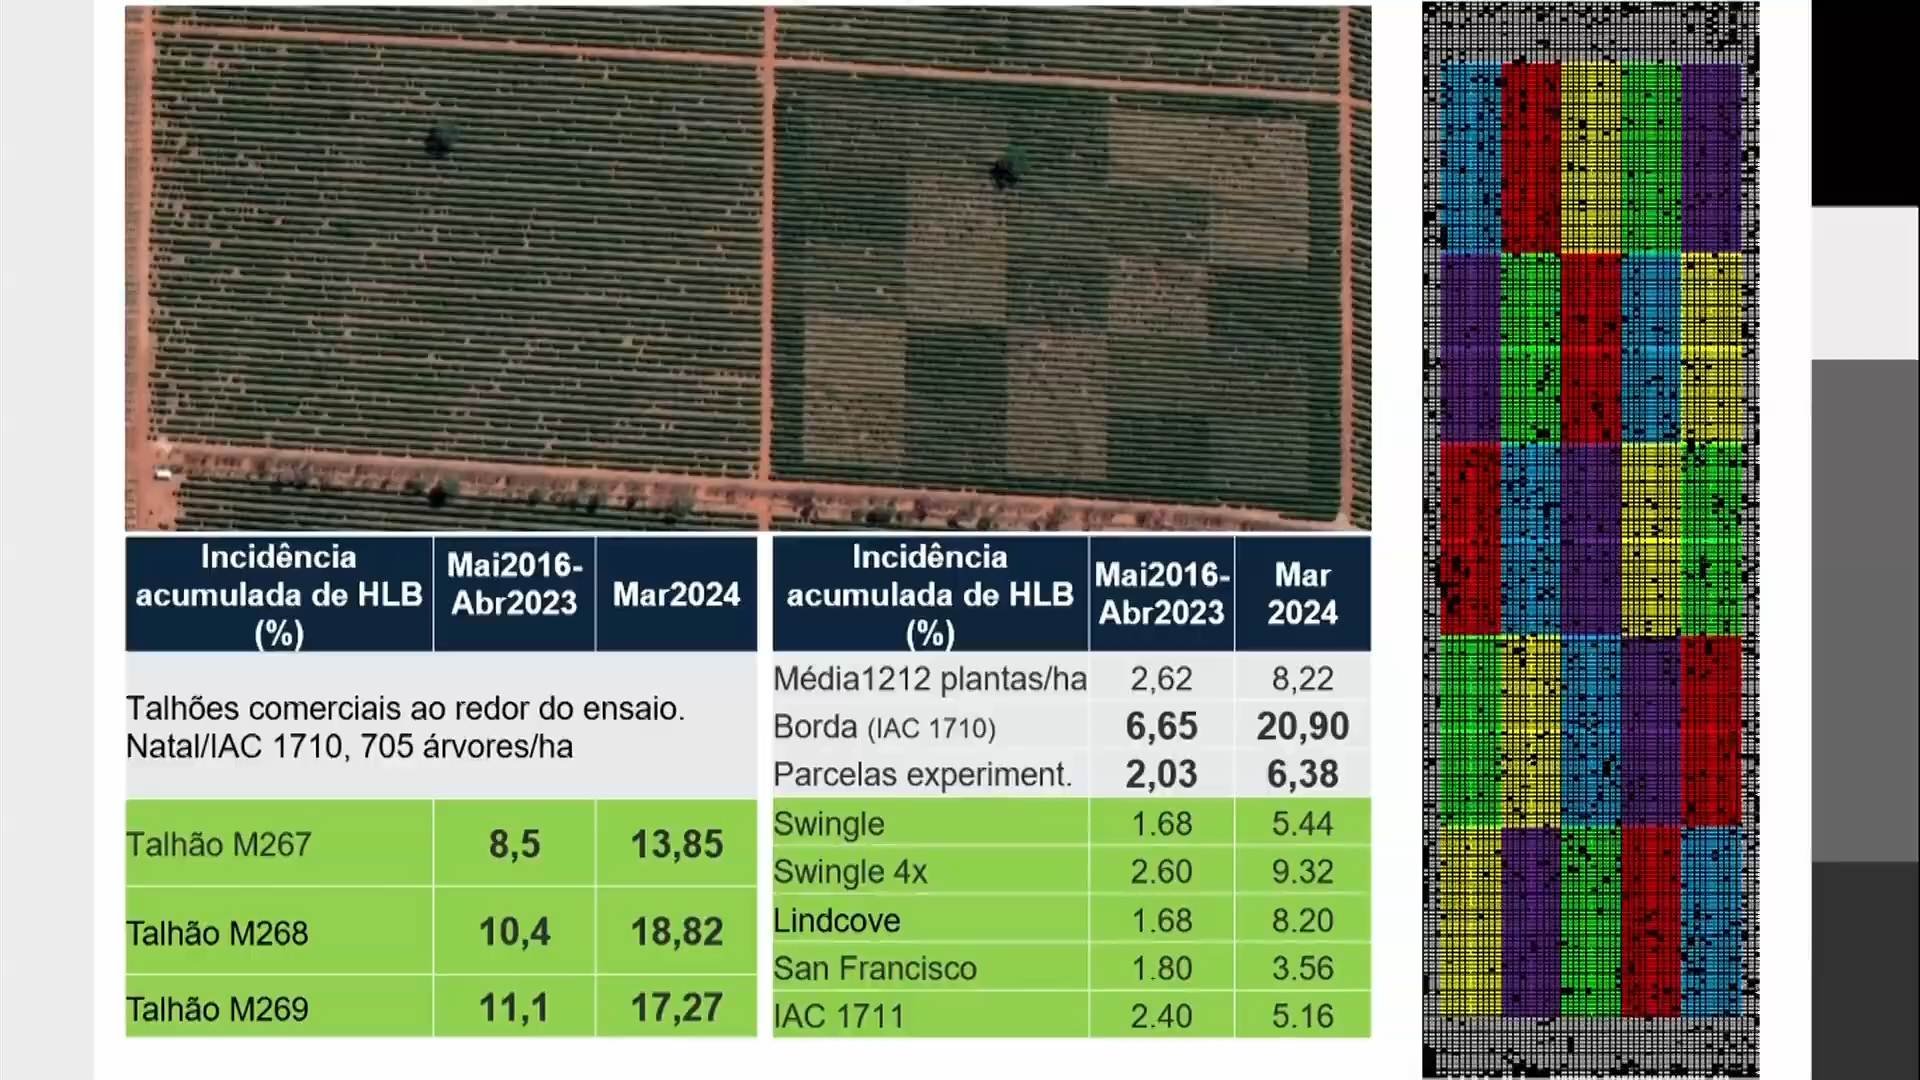 Incidência
acumulada de HLB
(%)
Mai2016-
Abr2023
Mar2024
Talhões comerciais ao redor do ensaio.
Natal/IAC 1710, 705 árvores/ha
Talhão M267 8,5 13,85
Talhão M268 10,4 18,82
Talhão M269 11,1 17,27
Incidência
acumulada de HLB
(%)
Mai2016-
Abr2023
Mar
2024
Média1212 plantas/ha 2,62 8,22
Borda (IAC 1710) 6,65 20,90
Parcelas experiment. 2,03 6,38
Swingle 1.68 5.44
Swingle 4x 2.60 9.32
Lindcove 1.68 8.20
San Francisco 1.80 3.56
IAC 1711 2.40 5.16